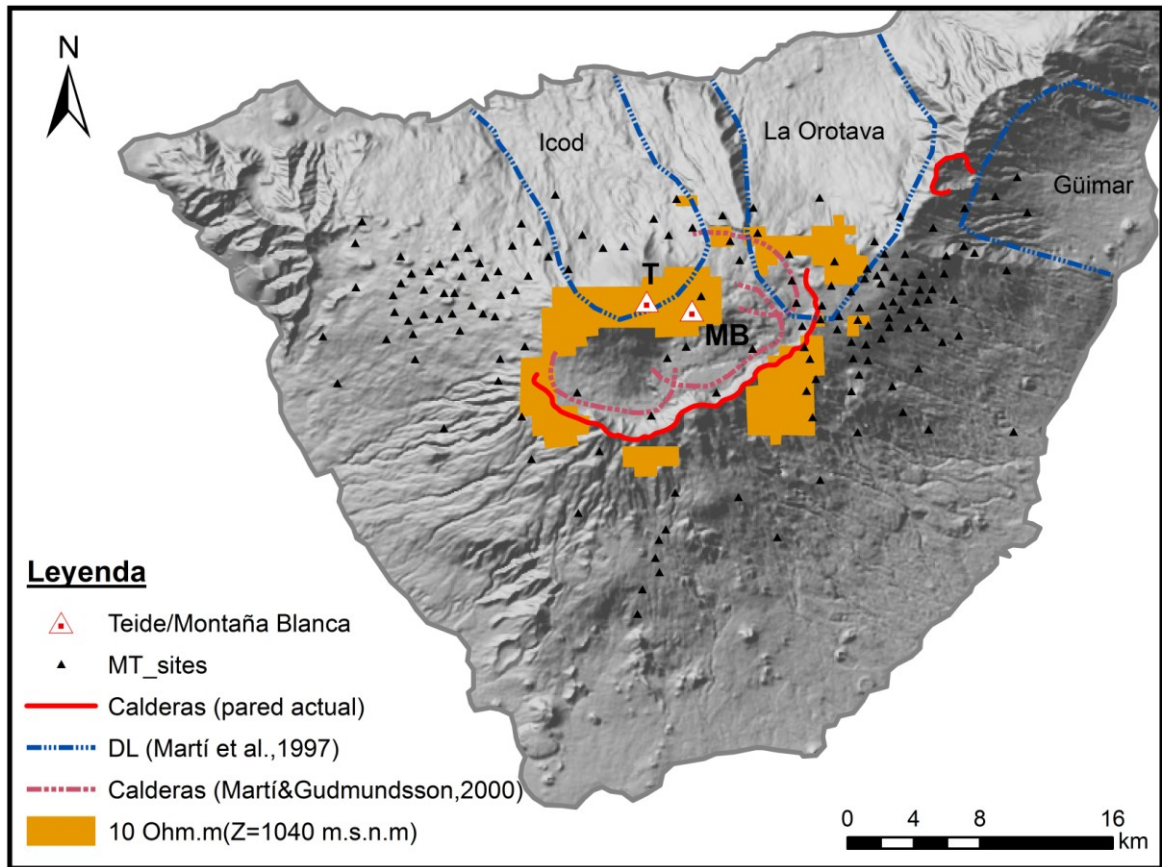 N
Icod
La Orotava
Güimar
T
MB
Leyenda
Teide/Montaña Blanca
MT_sites
Calderas (pared actual)
DL (Martí et al.,1997)
Calderas (Martí&Gudmundsson,2000)
10 Ohm.m(Z=1040 m.s.n.m)
0 4 8 16
km